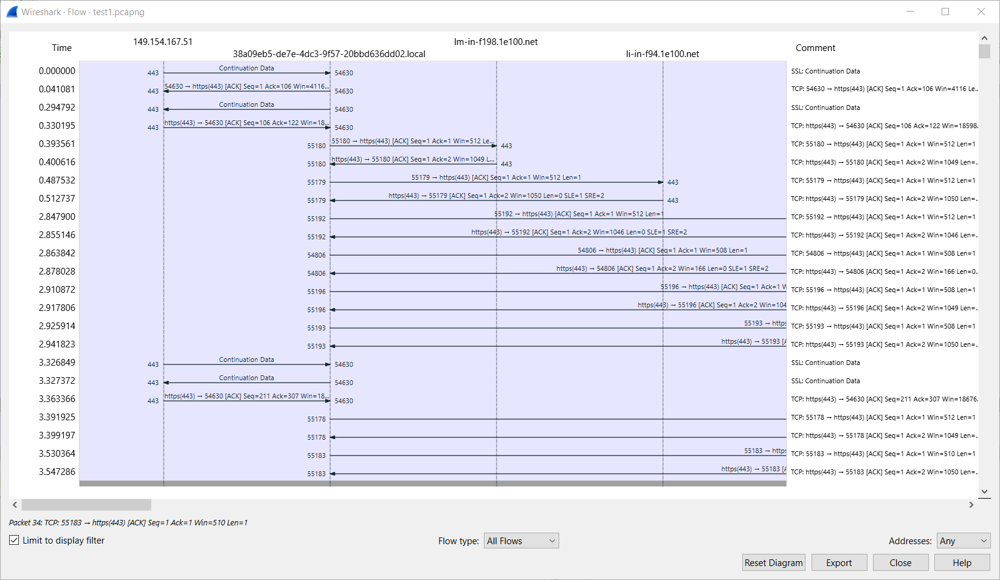 Wireshark · Flow · test1.pcapng
149.154.167.51 lm-in-f198.1e100.net
Time Comment
38a09eb5-de7e-4dc3-9f57-20bbd636dd02.local li-in-f94.1e100.net
0.000000 443 Continuation Data 54630 SSL: Continuation Data
0.041081 443 54630 → https(443) [ACK] Seq=1 Ack=106 Win=4116... 54630 TCP: 54630 → https(443) [ACK] Seq=1 Ack=106 Win=4116 Le...
0.294792 443 Continuation Data 54630 SSL: Continuation Data
0.330195 443 https(443) → 54630 [ACK] Seq=106 Ack=122 Win=18... 54630 TCP: https(443) → 54630 [ACK] Seq=106 Ack=122 Win=18598...
0.393561 55180 55180 → https(443) [ACK] Seq=1 Ack=1 Win=512 Le... 443 TCP: 55180 → https(443) [ACK] Seq=1 Ack=1 Win=512 Len=1
0.400616 55180 https(443) → 55180 [ACK] Seq=1 Ack=2 Win=1049 L... 443 TCP: https(443) → 55180 [ACK] Seq=1 Ack=2 Win=1049 Len=...
0.487532 55179 55179 → https(443) [ACK] Seq=1 Ack=1 Win=512 Len=1 443 TCP: 55179 → https(443) [ACK] Seq=1 Ack=1 Win=512 Len=1
0.512737 55179 https(443) → 55179 [ACK] Seq=1 Ack=2 Win=1050 Len=0 SLE=1 SRE=2 443 TCP: https(443) → 55179 [ACK] Seq=1 Ack=2 Win=1050 Len=...
2.847900 55192 55192 → https(443) [ACK] Seq=1 Ack=1 Win=512 Len=1 TCP: 55192 → https(443) [ACK] Seq=1 Ack=1 Win=512 Len=1
2.855146 55192 https(443) → 55192 [ACK] Seq=1 Ack=2 Win=1046 Len=0 SLE=1 SRE=2 TCP: https(443) → 55192 [ACK] Seq=1 Ack=2 Win=1046 Len=...
2.863842 54806 54806 → https(443) [ACK] Seq=1 Ack=1 Win=508 Len=1 TCP: 54806 → https(443) [ACK] Seq=1 Ack=1 Win=508 Len=1
2.878028 54806 https(443) → 54806 [ACK] Seq=1 Ack=2 Win=166 Len=0 SLE=1 SRE=2 TCP: https(443) → 54806 [ACK] Seq=1 Ack=2 Win=166 Len=0...
2.910872 55196 55196 → https(443) [ACK] Seq=1 Ack=1 W TCP: 55196 → https(443) [ACK] Seq=1 Ack=1 Win=508 Len=1
2.917806 55196 https(443) → 55196 [ACK] Seq=1 Ack=2 Win=104 TCP: https(443) → 55196 [ACK] Seq=1 Ack=2 Win=1049 Len=...
2.925914 55193 55193 → https TCP: 55193 → https(443) [ACK] Seq=1 Ack=1 Win=508 Len=1
2.941823 55193 https(443) → 55193 [A TCP: https(443) → 55193 [ACK] Seq=1 Ack=2 Win=1050 Len=...
3.326849 443 Continuation Data 54630 SSL: Continuation Data
3.327372 443 Continuation Data 54630 SSL: Continuation Data
3.363366 443 https(443) → 54630 [ACK] Seq=211 Ack=307 Win=18... 54630 TCP: https(443) → 54630 [ACK] Seq=211 Ack=307 Win=18676...
3.391925 55178 TCP: 55178 → https(443) [ACK] Seq=1 Ack=1 Win=512 Len=1
3.399197 55178 TCP: https(443) → 55178 [ACK] Seq=1 Ack=2 Win=1049 Len=...
3.530364 55183 55183 → https TCP: 55183 → https(443) [ACK] Seq=1 Ack=1 Win=510 Len=1
3.547286 55183 https(443) → 55183 [A TCP: https(443) → 55183 [ACK] Seq=1 Ack=2 Win=1050 Len=...
Packet 34: TCP: 55183 → https(443) [ACK] Seq=1 Ack=1 Win=510 Len=1
Limit to display filter Flow type: All Flows Addresses: Any
Reset Diagram Export Close Help